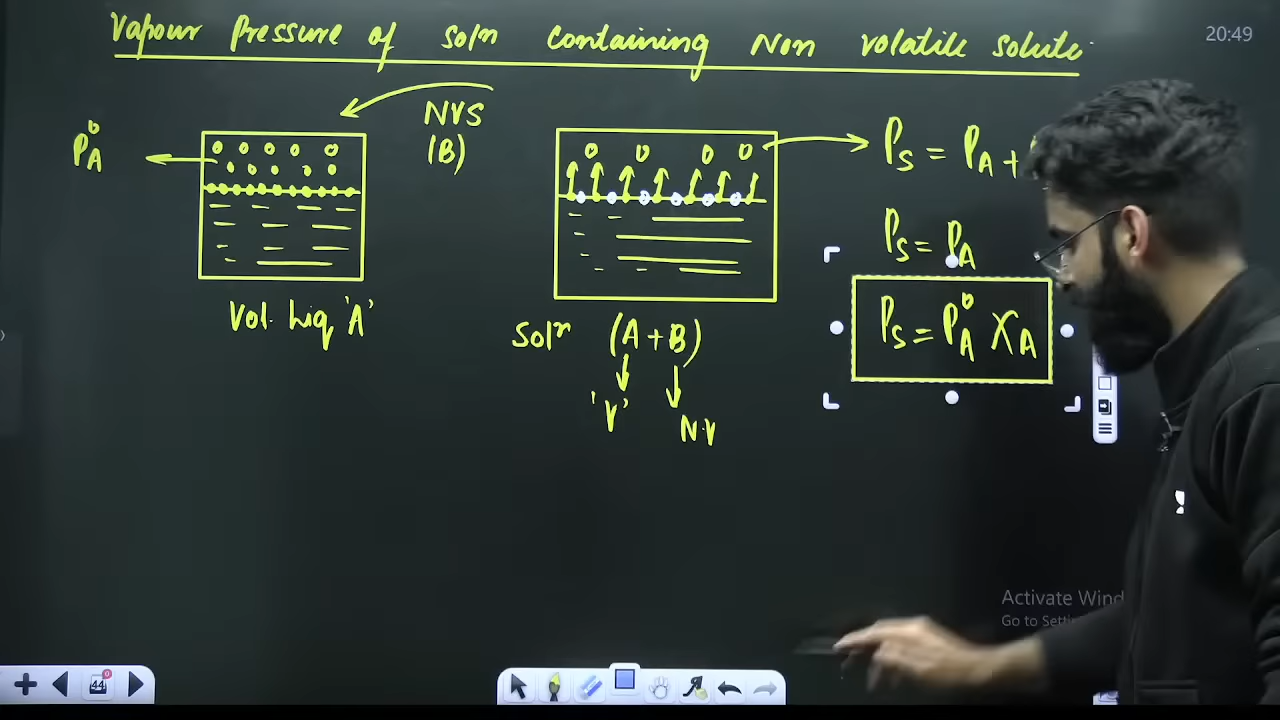 Vapour Pressure of soln containing Non volatile solute
20:49
NVS
(B)
P°A
Ps = PA +
Ps = PA
Ps = P°A XA
Vol. Liq 'A'
Soln (A + B)
'V'
N.V
Activate Wind
Go to Setti
44